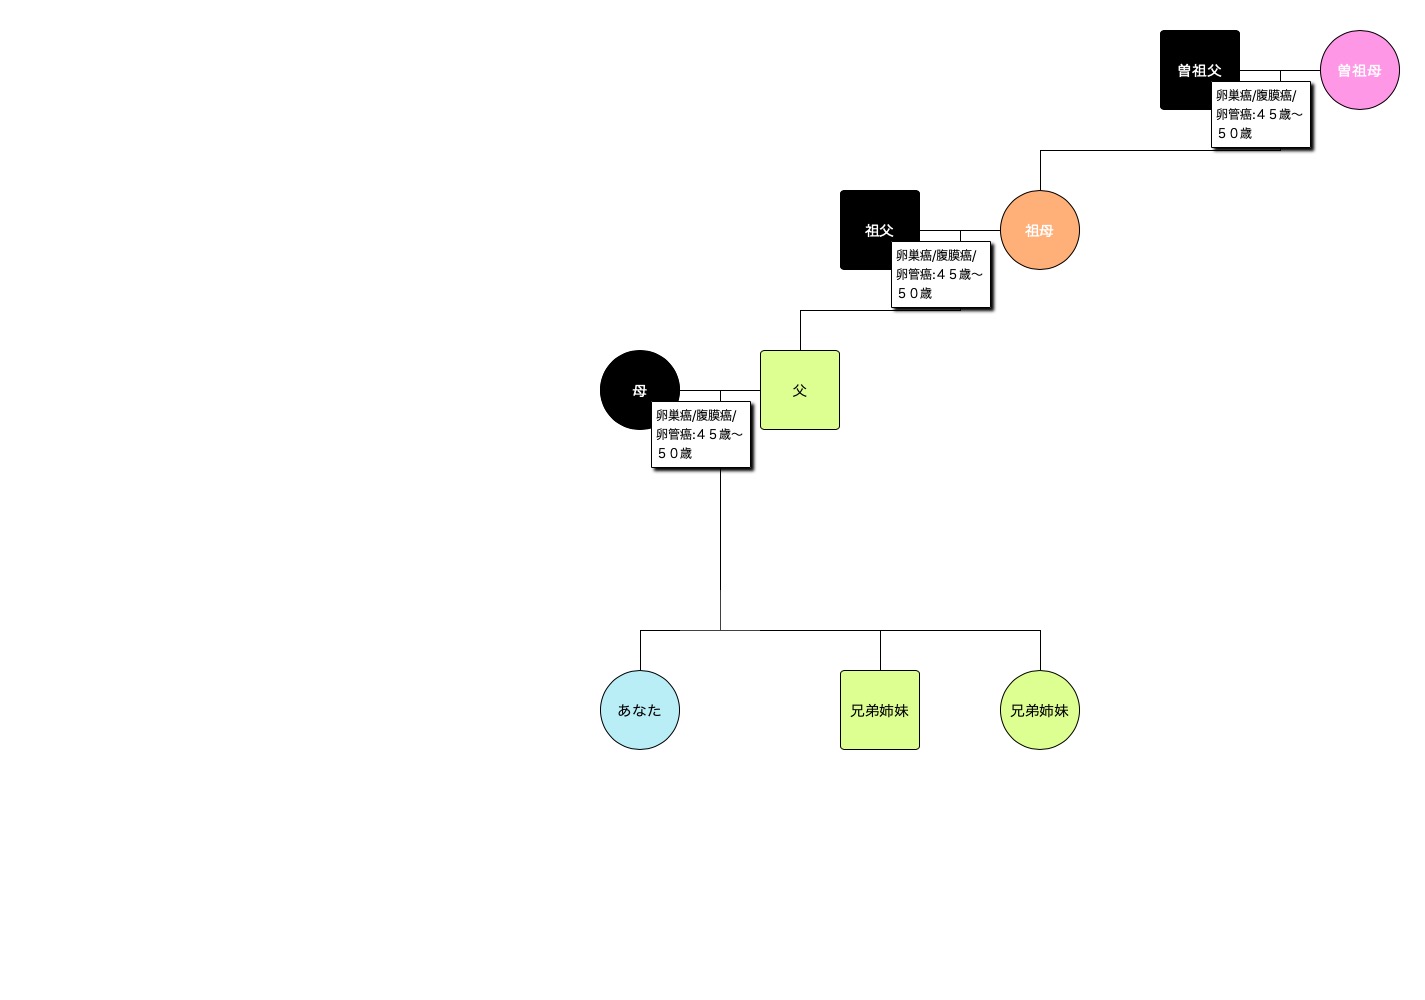 曽祖父
曽祖母
卵巣癌/腹膜癌/
卵管癌:４５歳〜
５０歳
祖父
祖母
卵巣癌/腹膜癌/
卵管癌:４５歳〜
５０歳
母
父
卵巣癌/腹膜癌/
卵管癌:４５歳〜
５０歳
あなた
兄弟姉妹
兄弟姉妹